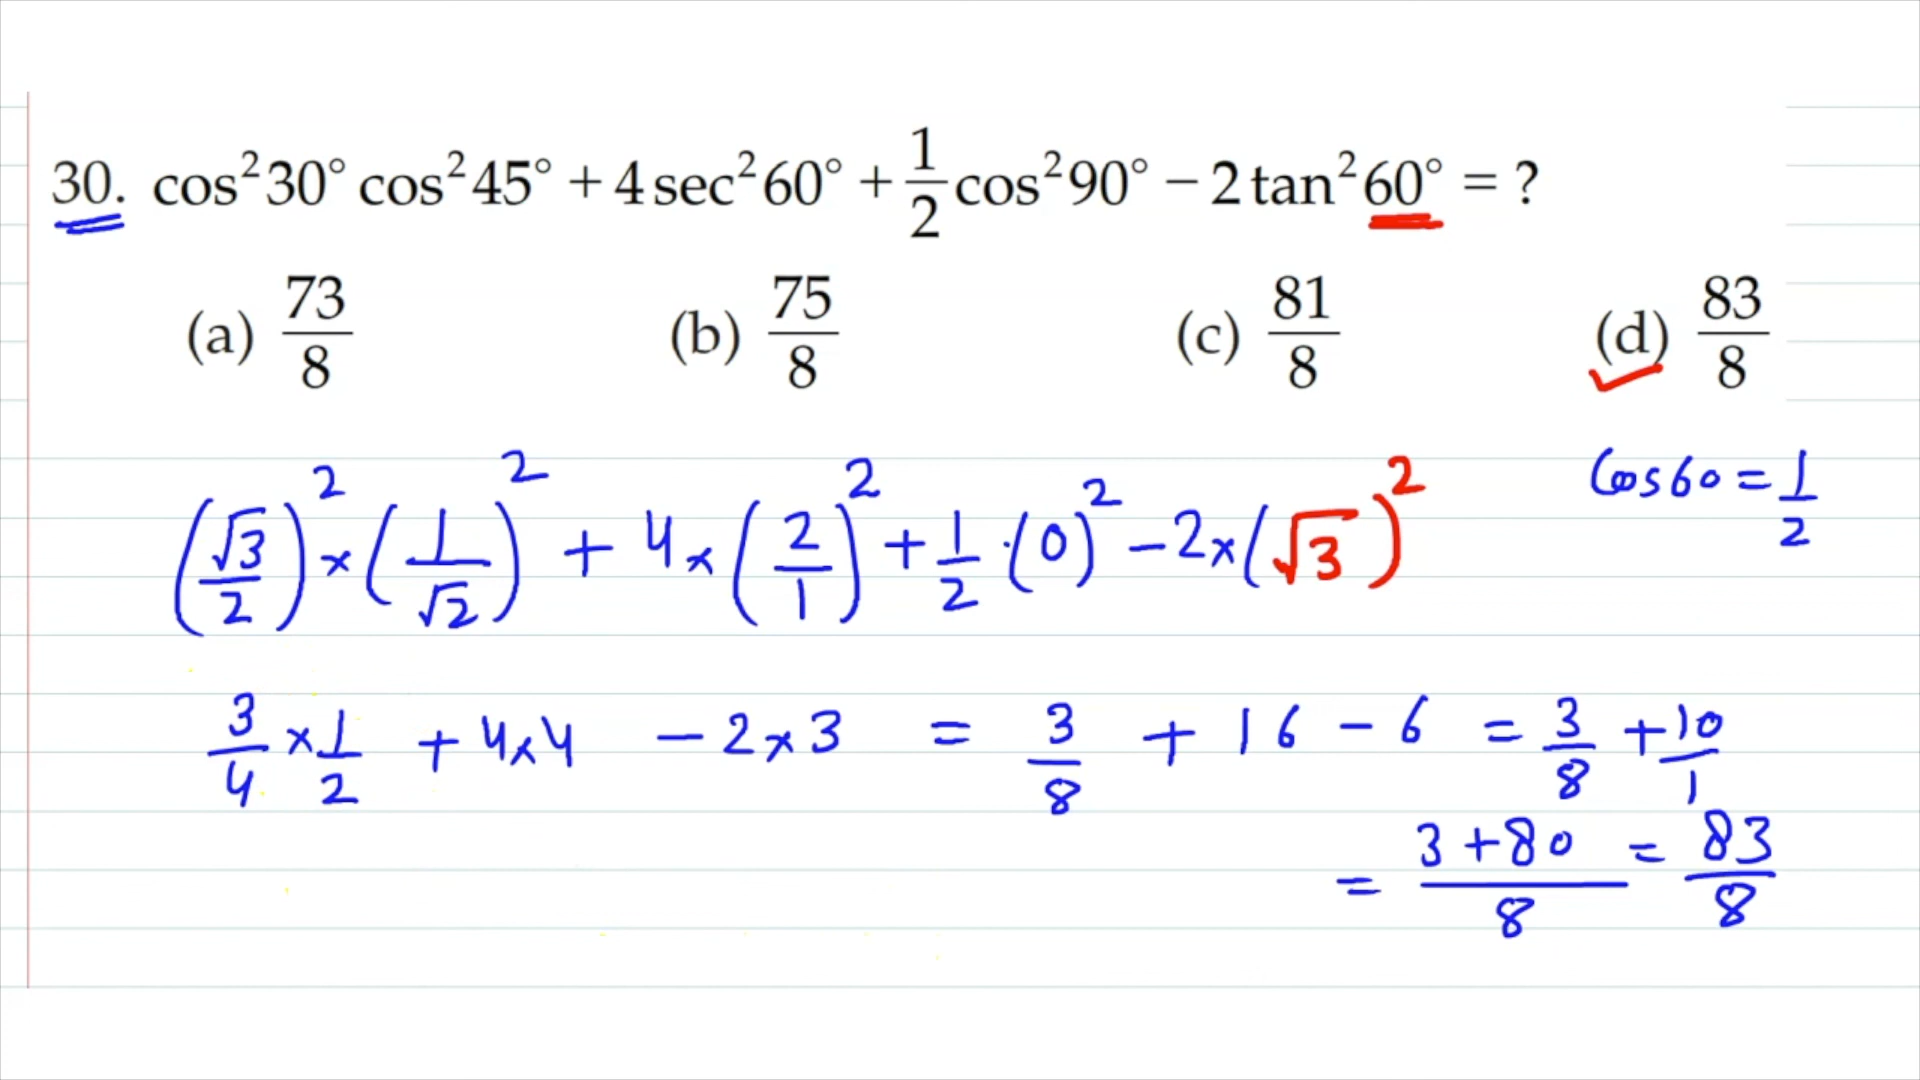 30. cos²30° cos²45° + 4 sec²60° + 1/2 cos²90° − 2 tan²60° = ?
(a) 73/8 (b) 75/8 (c) 81/8 (d) 83/8
Cos60 = 1/2
(√3/2)² × (1/√2)² + 4 × (2/1)² + 1/2 · (0)² − 2 × (√3)²
3/4 × 1/2 + 4 × 4 − 2 × 3 = 3/8 + 16 − 6 = 3/8 + 10/1
= 3 + 80/8 = 83/8